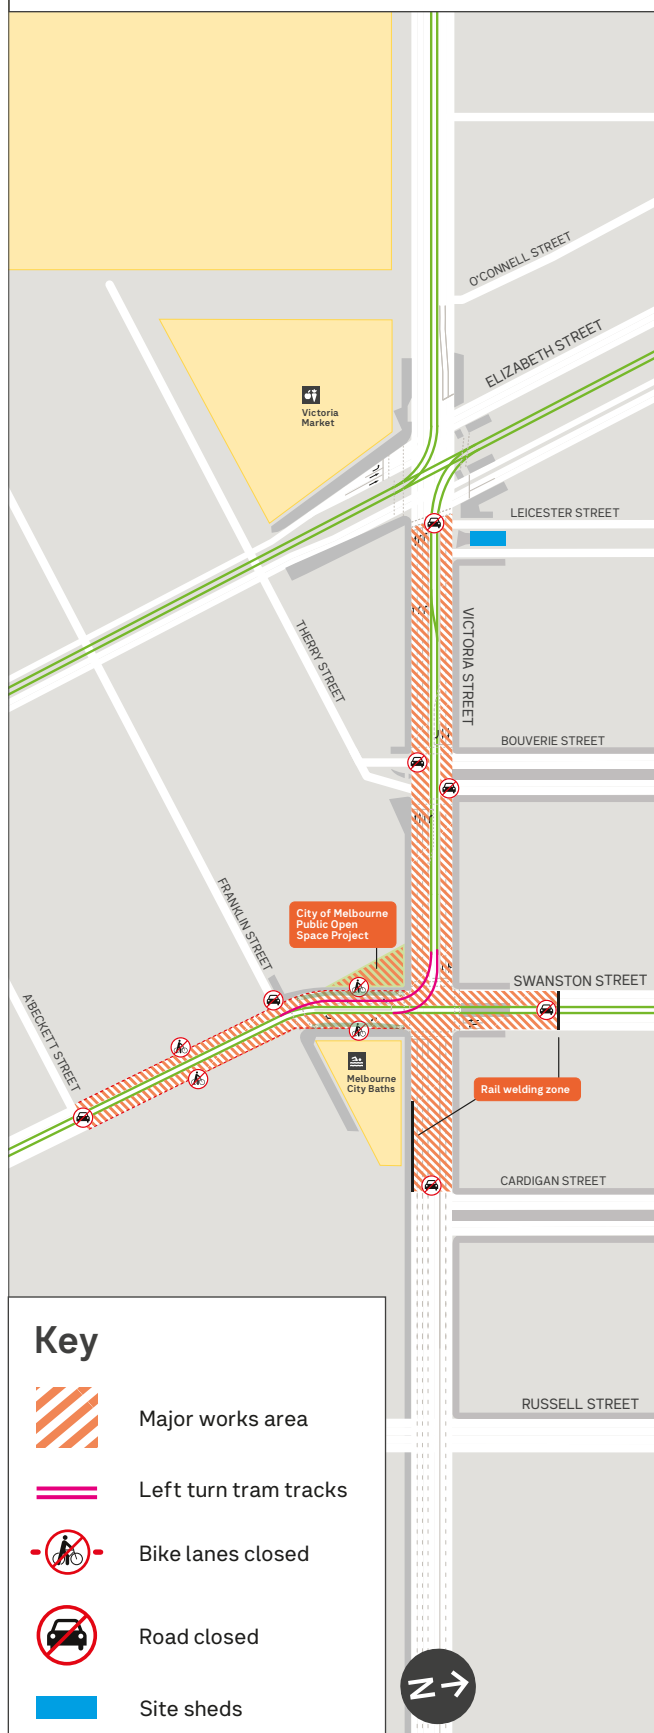 O'CONNELL STREET
ELIZABETH STREET
Victoria
Market
LEICESTER STREET
THERRY STREET
VICTORIA STREET
BOUVERIE STREET
FRANKLIN STREET
City of Melbourne
Public Open
Space Project
SWANSTON STREET
A'BECKETT STREET
Melbourne
City Baths
Rail welding zone
CARDIGAN STREET
RUSSELL STREET
Key
Major works area
Left turn tram tracks
Bike lanes closed
Road closed
Site sheds
N